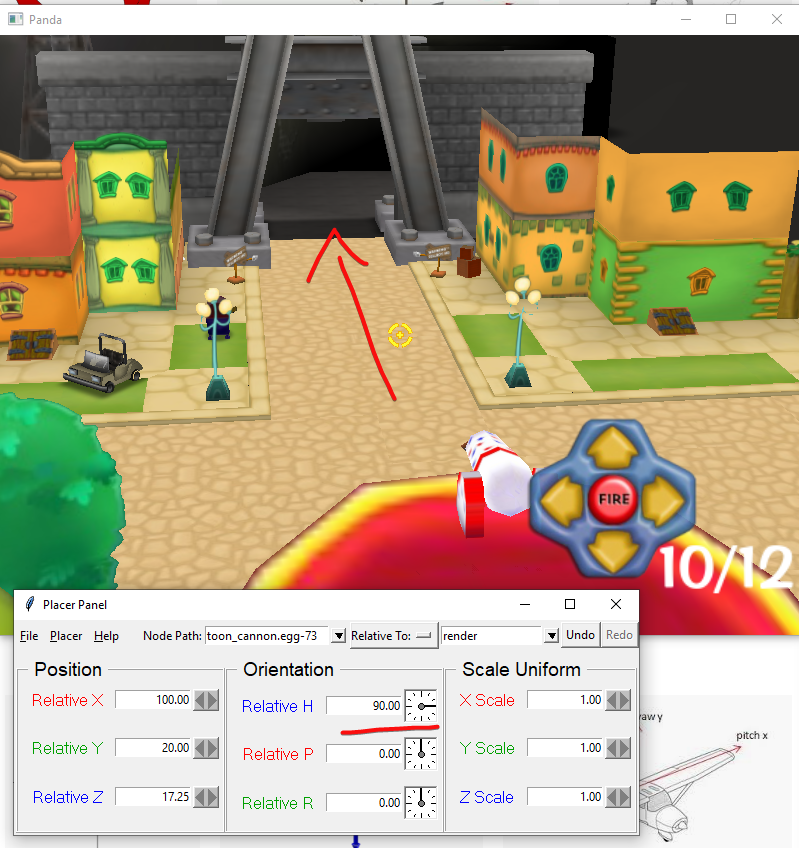 Panda
FIRE
10/12
Placer Panel
File Placer Help Node Path: toon_cannon.egg-73 Relative To: render Undo Redo
Position Orientation Scale Uniform
Relative X 100.00 Relative H 90.00 X Scale 1.00
Relative Y 20.00 Relative P 0.00 Y Scale 1.00
Relative Z 17.25 Relative R 0.00 Z Scale 1.00
yaw y
pitch x